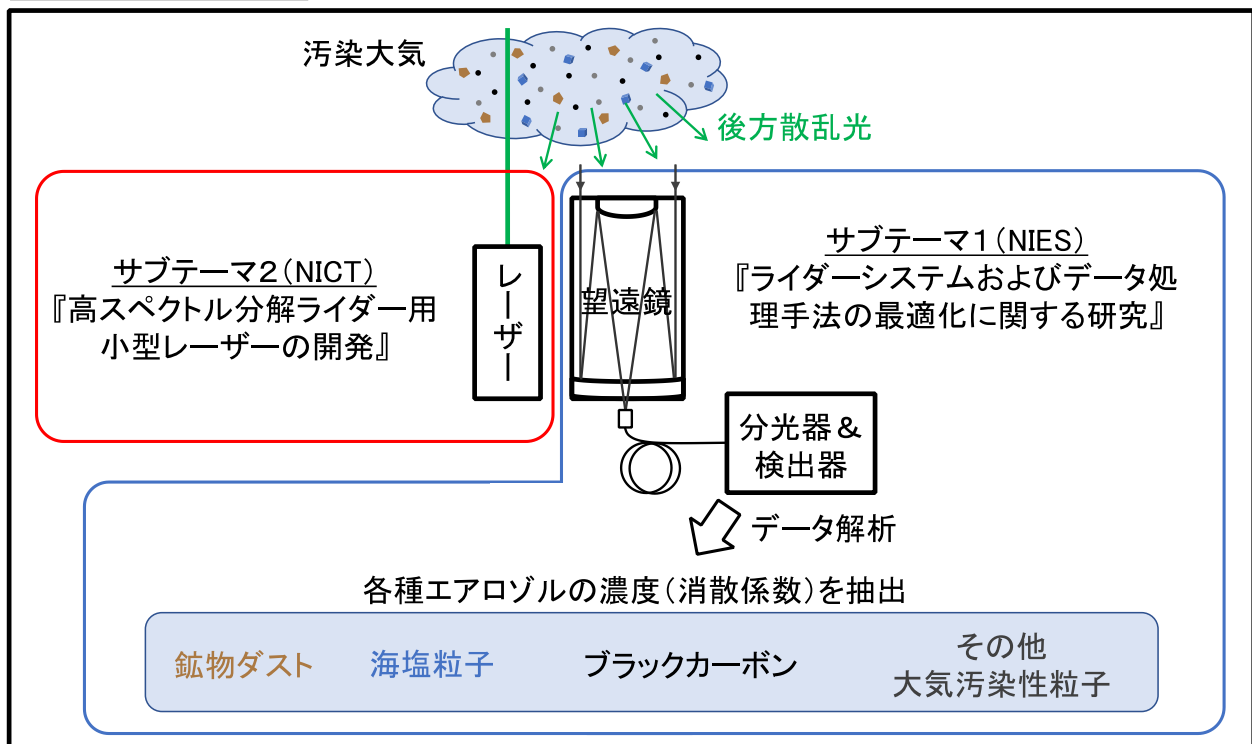 汚染大気
後方散乱光
サブテーマ2(NICT)
『高スペクトル分解ライダー用
小型レーザーの開発』
レーザー
望遠鏡
サブテーマ1(NIES)
『ライダーシステムおよびデータ処
理手法の最適化に関する研究』
分光器&
検出器
データ解析
各種エアロゾルの濃度(消散係数)を抽出
鉱物ダスト
海塩粒子
ブラックカーボン
その他
大気汚染性粒子